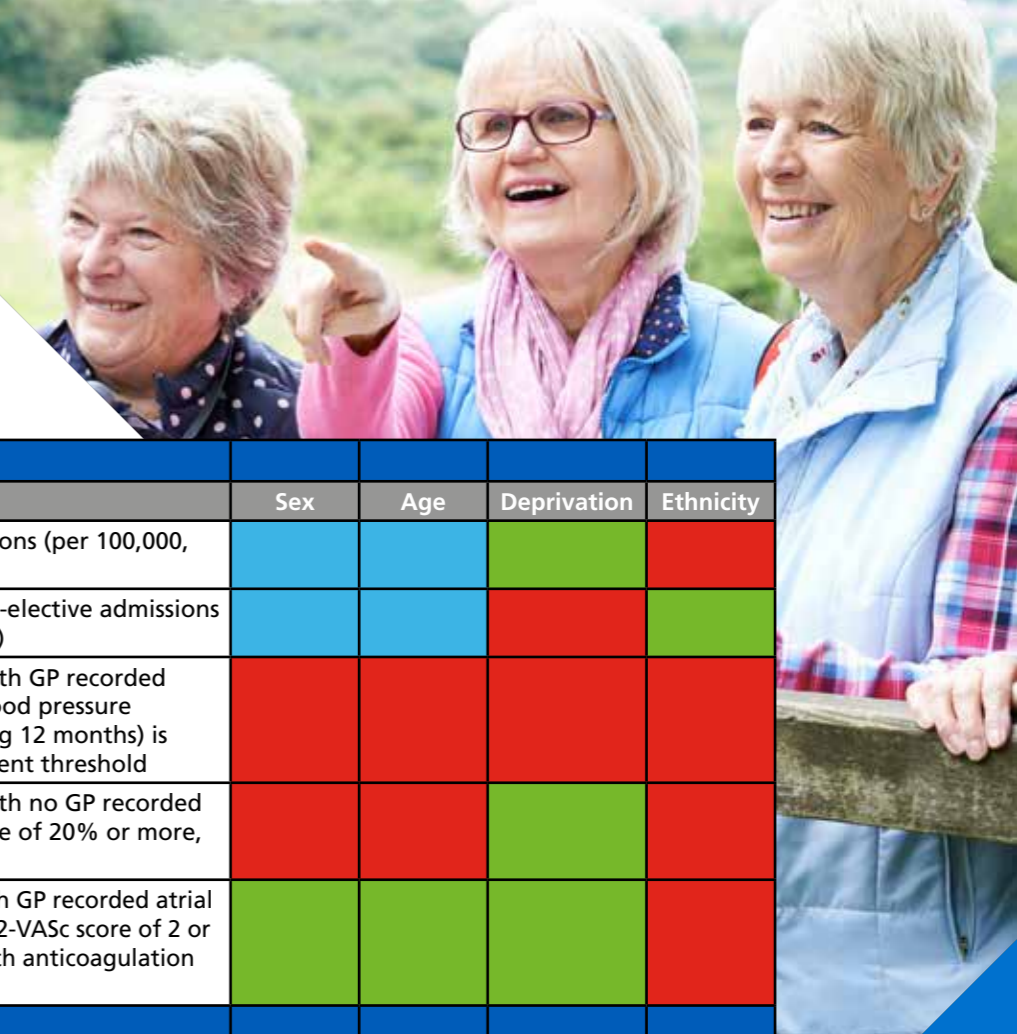 Sex Age Deprivation Ethnicity
ons (per 100,000,
-elective admissions
)
th GP recorded
ood pressure
g 12 months) is
ent threshold
th no GP recorded
e of 20% or more,
h GP recorded atrial
2-VASc score of 2 or
th anticoagulation